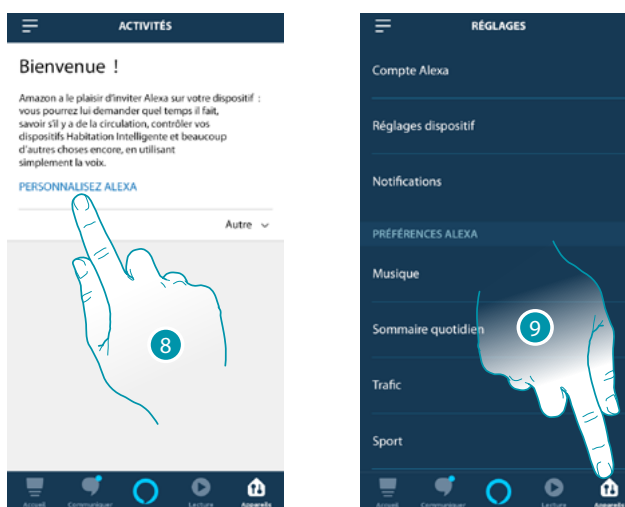 ACTIVITÉS
Bienvenue !
Amazon a le plaisir d'inviter Alexa sur votre dispositif :
vous pourrez lui demander quel temps il fait,
savoir s'il y a de la circulation, contrôler vos
dispositifs Habitation Intelligente et beaucoup
d'autres choses encore, en utilisant
simplement la voix.
PERSONNALISEZ ALEXA
Autre
8
Accueil
Communiquer
Lecture
Appareils
RÉGLAGES
Compte Alexa
Réglages dispositif
Notifications
PRÉFÉRENCES ALEXA
Musique
Sommaire quotidien
9
Trafic
Sport
Accueil
Communiquer
Lecture
Appareils